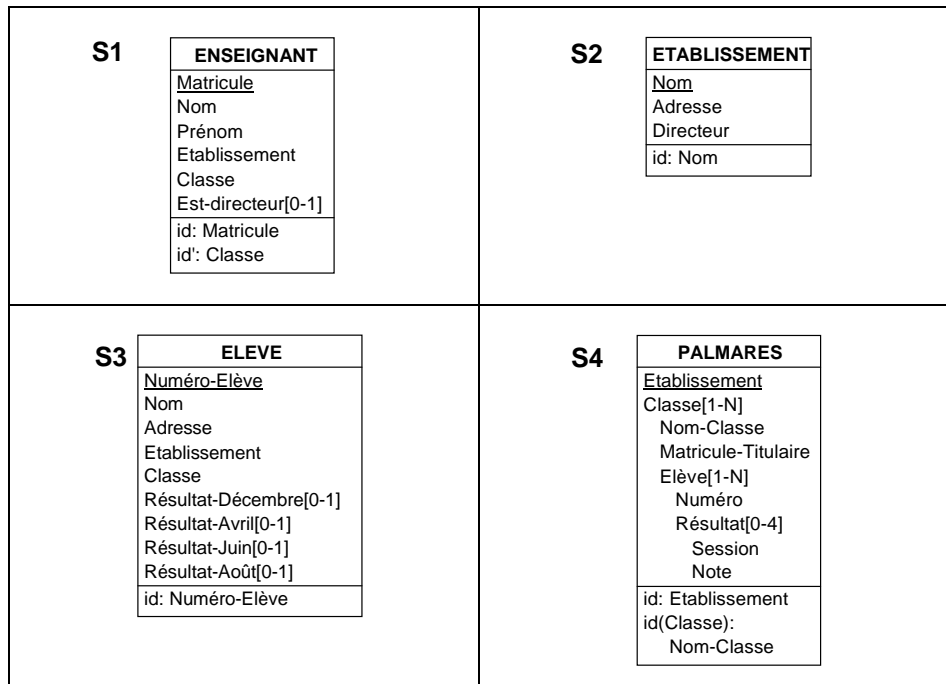 S1
ENSEIGNANT
Matricule
Nom
Prénom
Etablissement
Classe
Est-directeur[0-1]
id: Matricule
id': Classe
S2
ETABLISSEMENT
Nom
Adresse
Directeur
id: Nom
S3
ELEVE
Numéro-Elève
Nom
Adresse
Etablissement
Classe
Résultat-Décembre[0-1]
Résultat-Avril[0-1]
Résultat-Juin[0-1]
Résultat-Août[0-1]
id: Numéro-Elève
S4
PALMARES
Etablissement
Classe[1-N]
Nom-Classe
Matricule-Titulaire
Elève[1-N]
Numéro
Résultat[0-4]
Session
Note
id: Etablissement
id(Classe):
Nom-Classe